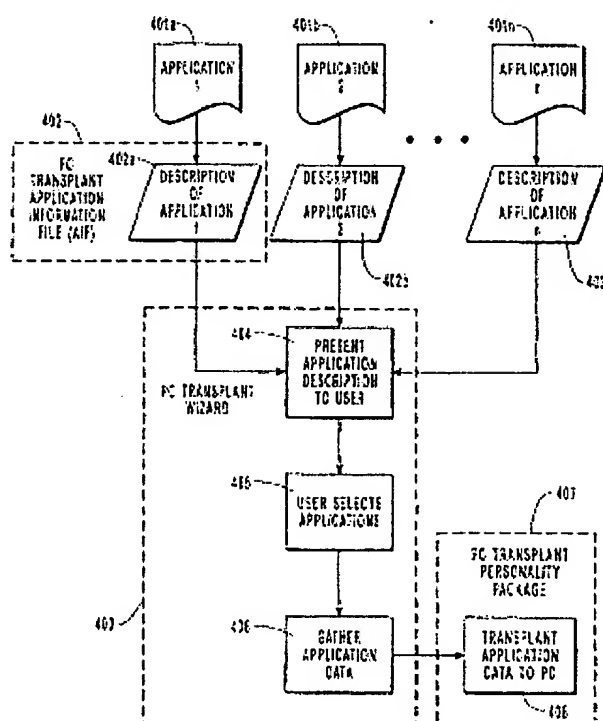 401a
401b
401n
APPLICATION
1
APPLICATION
2
APPLICATION
402
402a
PC
TRANSPLANT
APPLICATION
INFORMATION
FILE (AIF)
DESCRIPTION
OF
APPLICATION
1
DESCRIPTION
OF
APPLICATION
2
DESCRIPTION
OF
APPLICATION
402b
404
PRESENT
APPLICATION
DESCRIPTION
TO USER
PC TRANSPLANT
WIZARD
405
USER SELECTS
APPLICATIONS
407
PC TRANSPLANT
PERSONALITY
PACKAGE
403
406
GATHER
APPLICATION
DATA
TRANSPLANT
APPLICATION
DATA TO PC
408